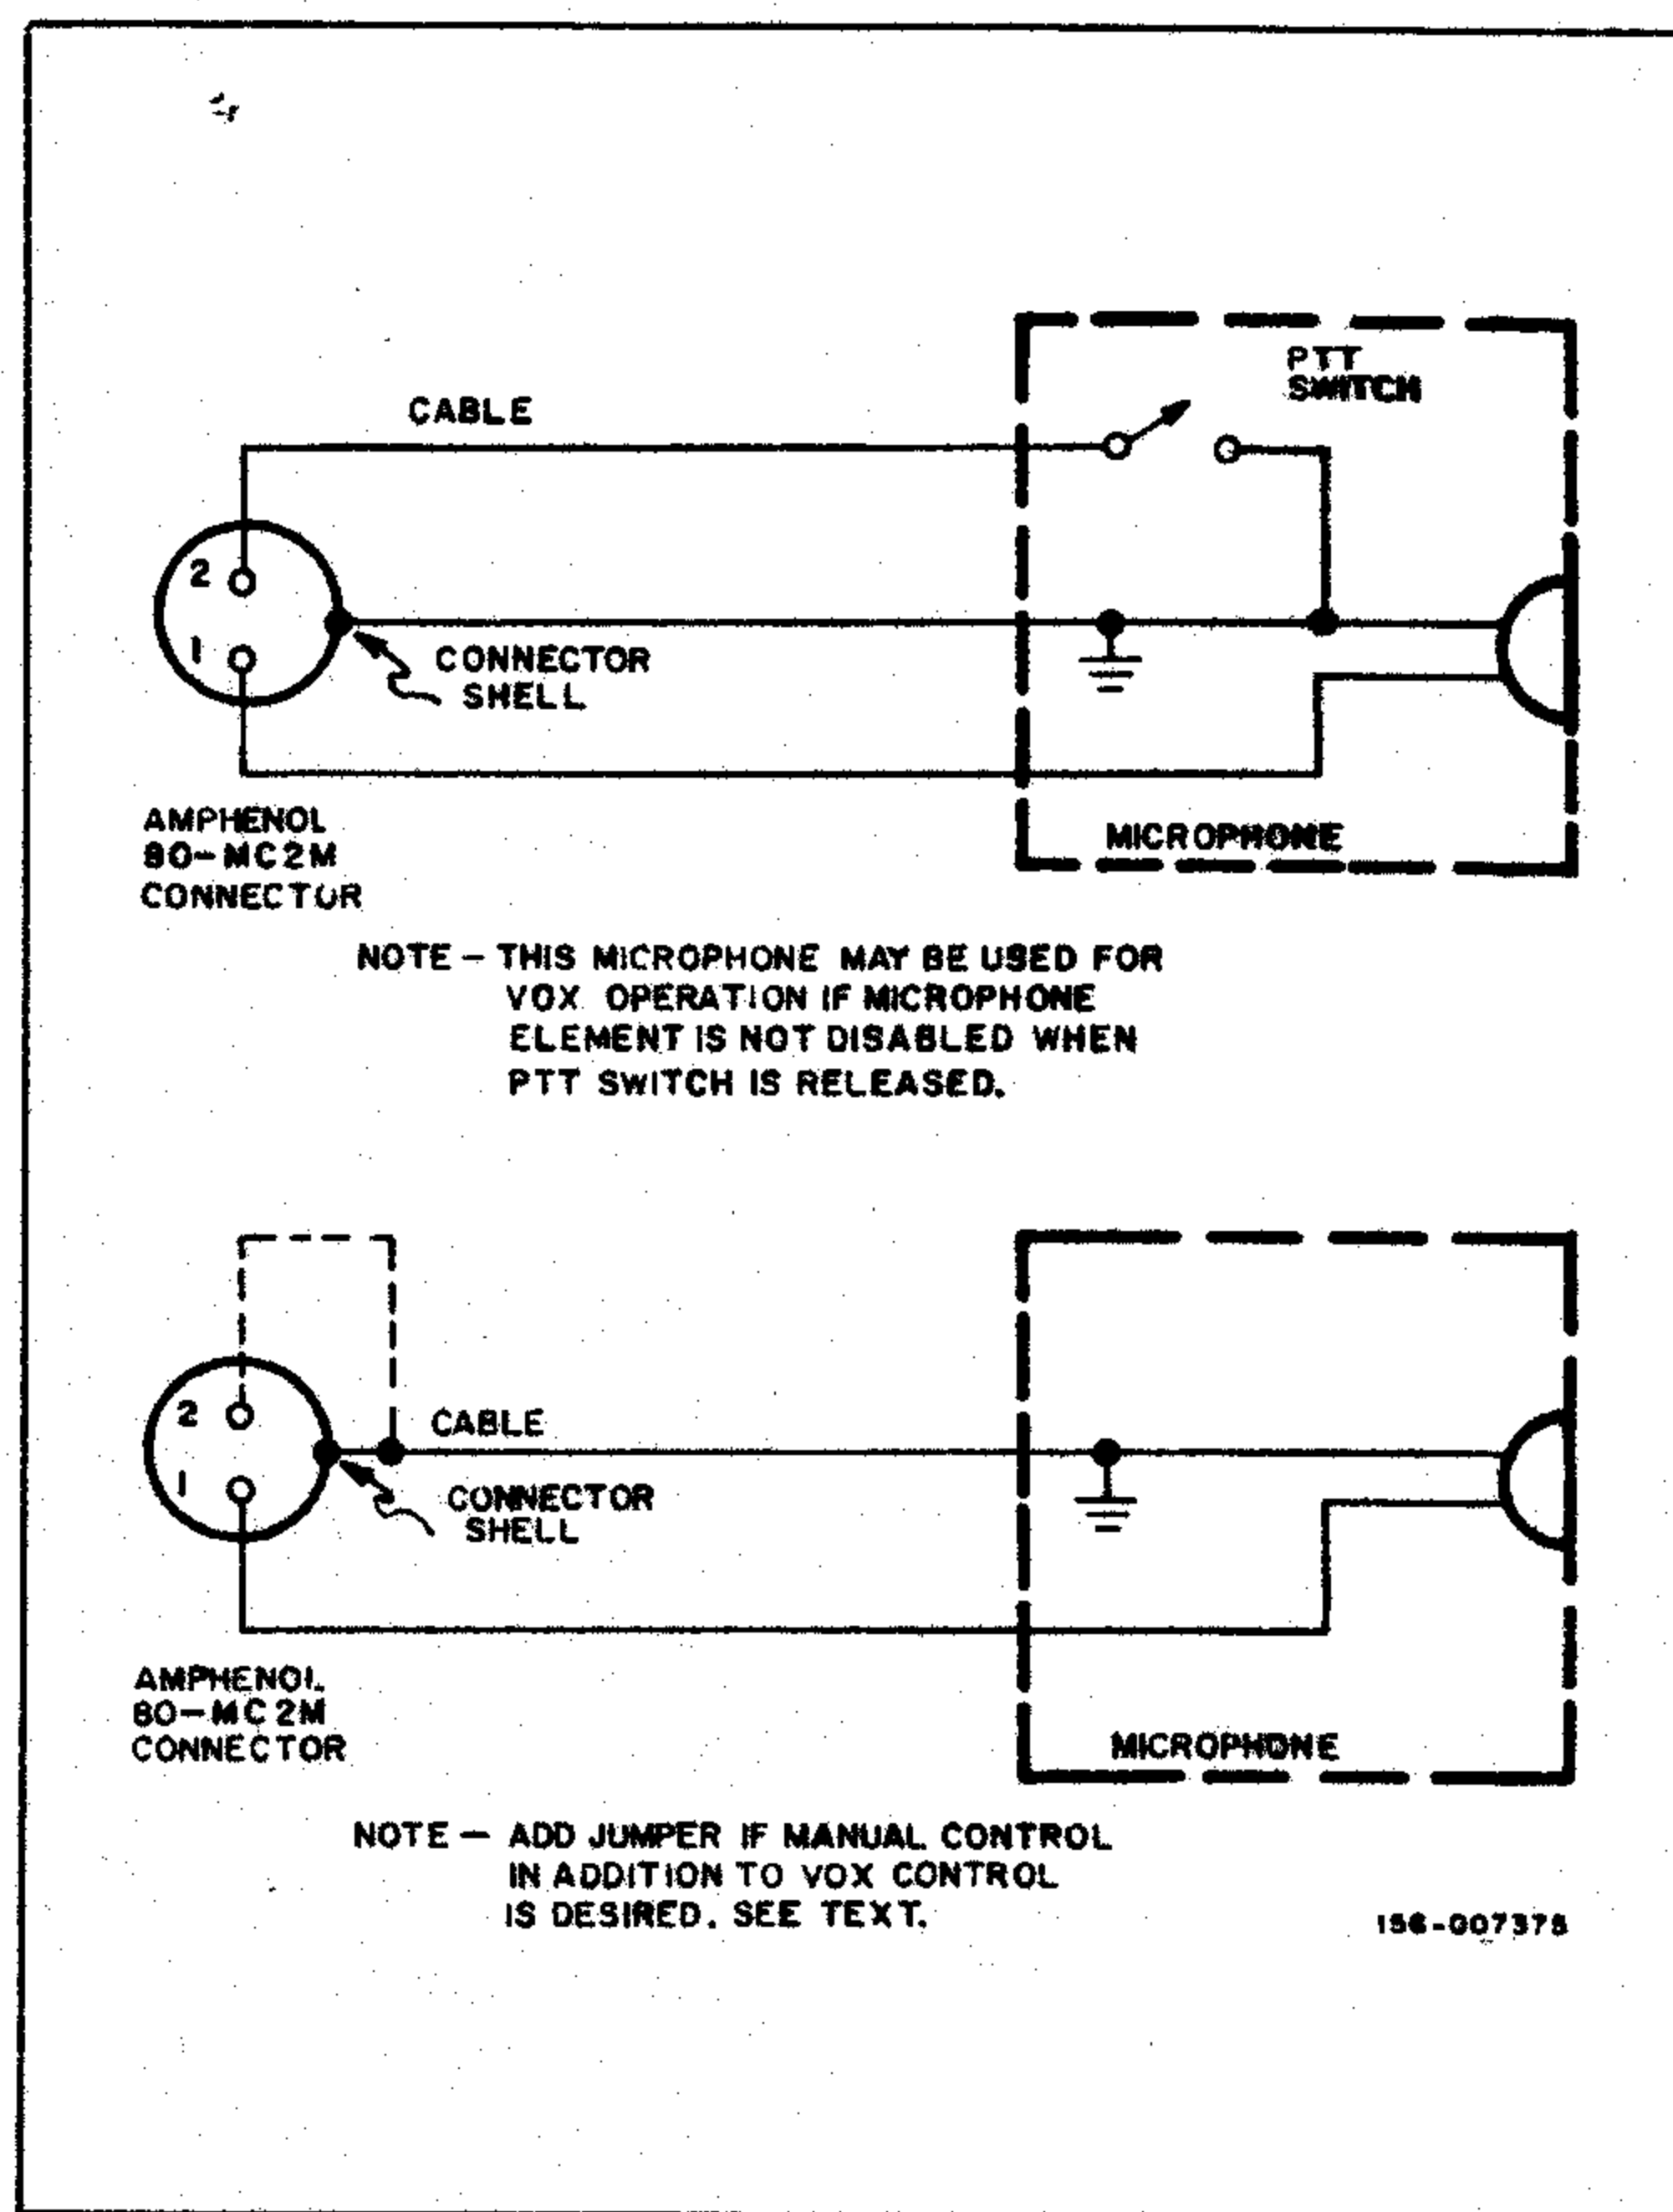 PTT
SWITCH
CABLE
2
1
CONNECTOR
SHELL
AMPHENOL
80-MC2M
CONNECTOR
MICROPHONE
NOTE - THIS MICROPHONE MAY BE USED FOR
VOX OPERATION IF MICROPHONE
ELEMENT IS NOT DISABLED WHEN
PTT SWITCH IS RELEASED.
2
CABLE
1
CONNECTOR
SHELL
AMPHENOL
80-MC2M
CONNECTOR
MICROPHONE
NOTE - ADD JUMPER IF MANUAL CONTROL
IN ADDITION TO VOX CONTROL
IS DESIRED. SEE TEXT.
156-007375